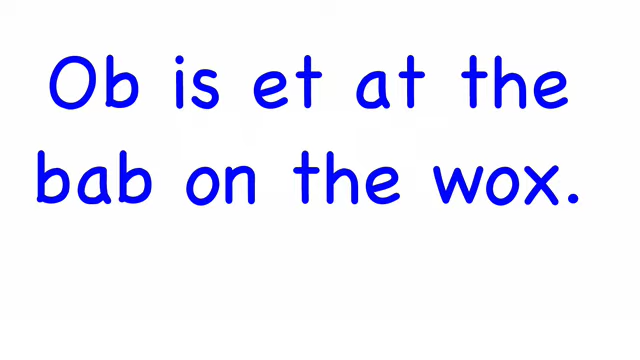 Ob is et at the
bab on the wox.